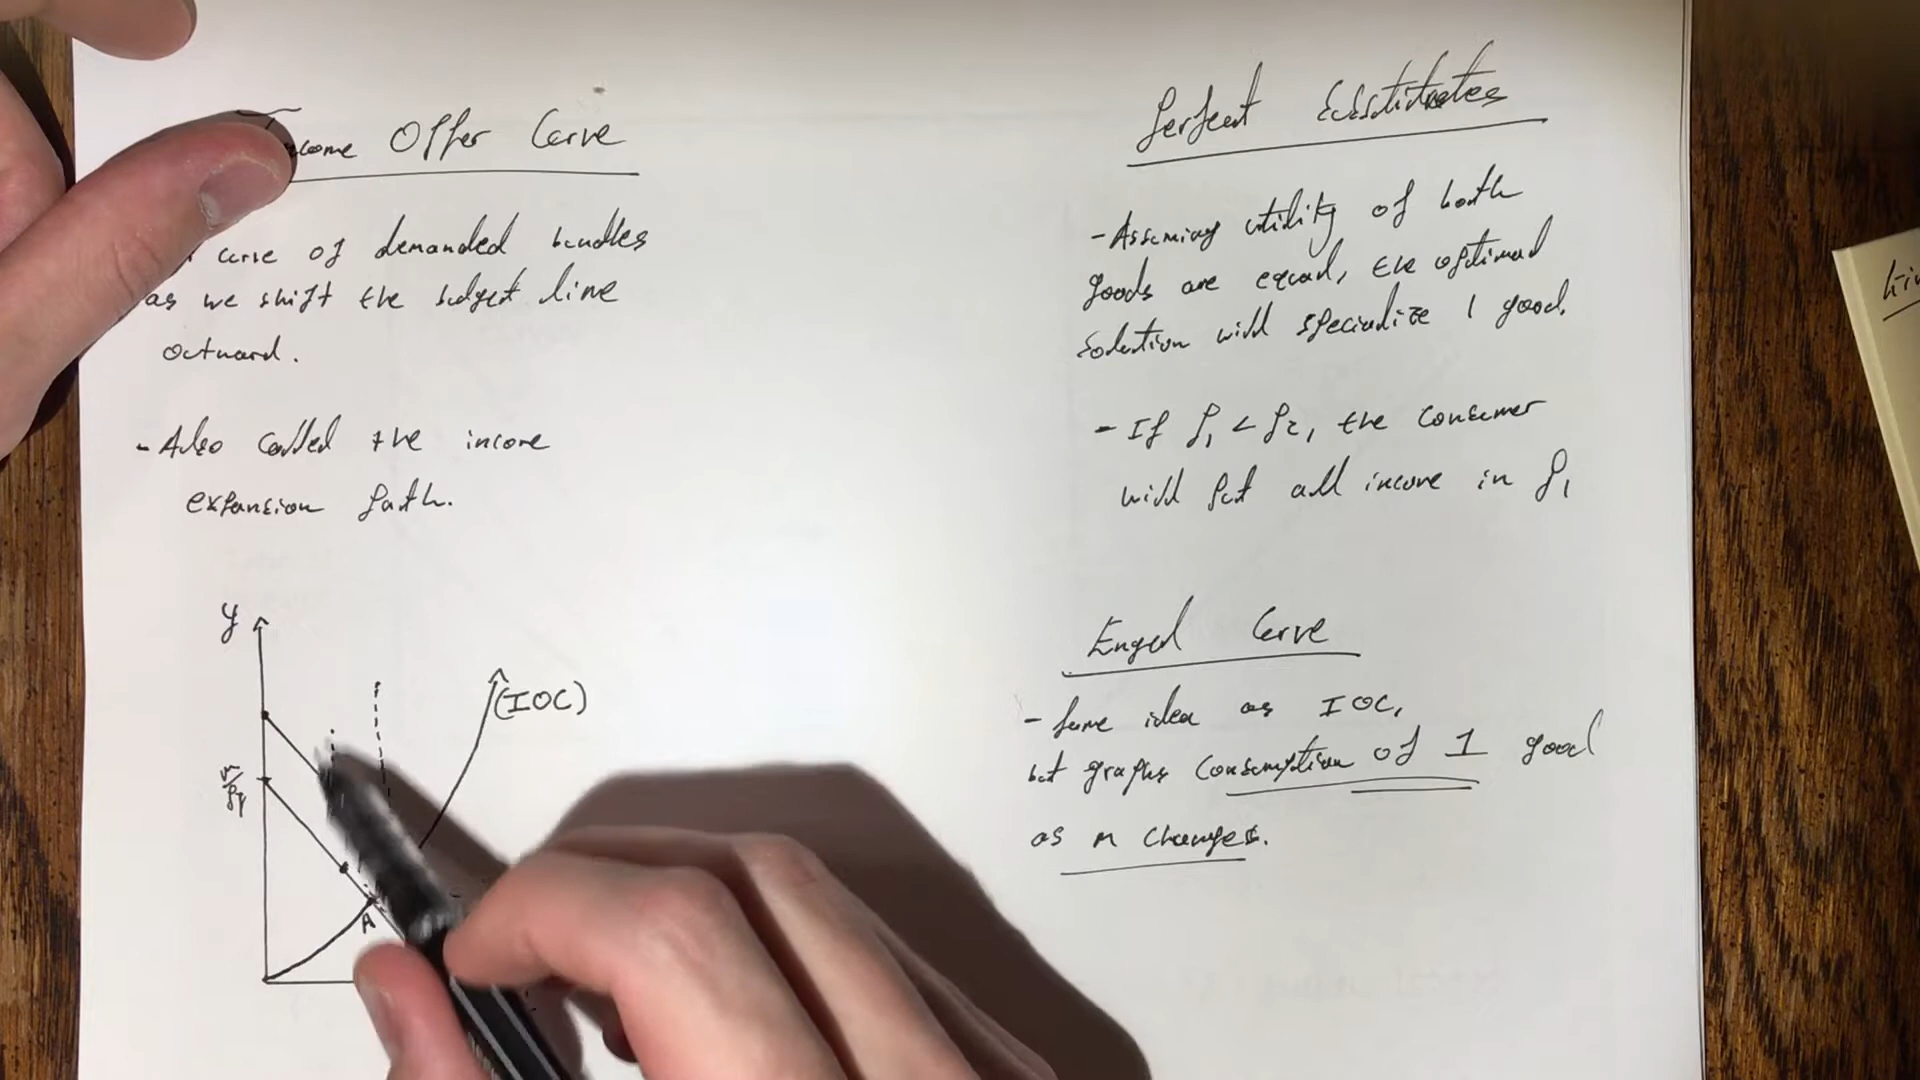 Income Offer Curve
curve of demanded bundles
as we shift the budget line
outward.
- Also called the income
expansion path.
y
(IOC)
m
A
Perfect Substitutes
- Assuming utility of both
goods are equal, the optimal
solution will specialize 1 good.
- If P₁ < P₂, the consumer
will put all income in P₁
Engel Curve
- Same idea as IOC,
but graphs consumption of 1 good
as m changes.